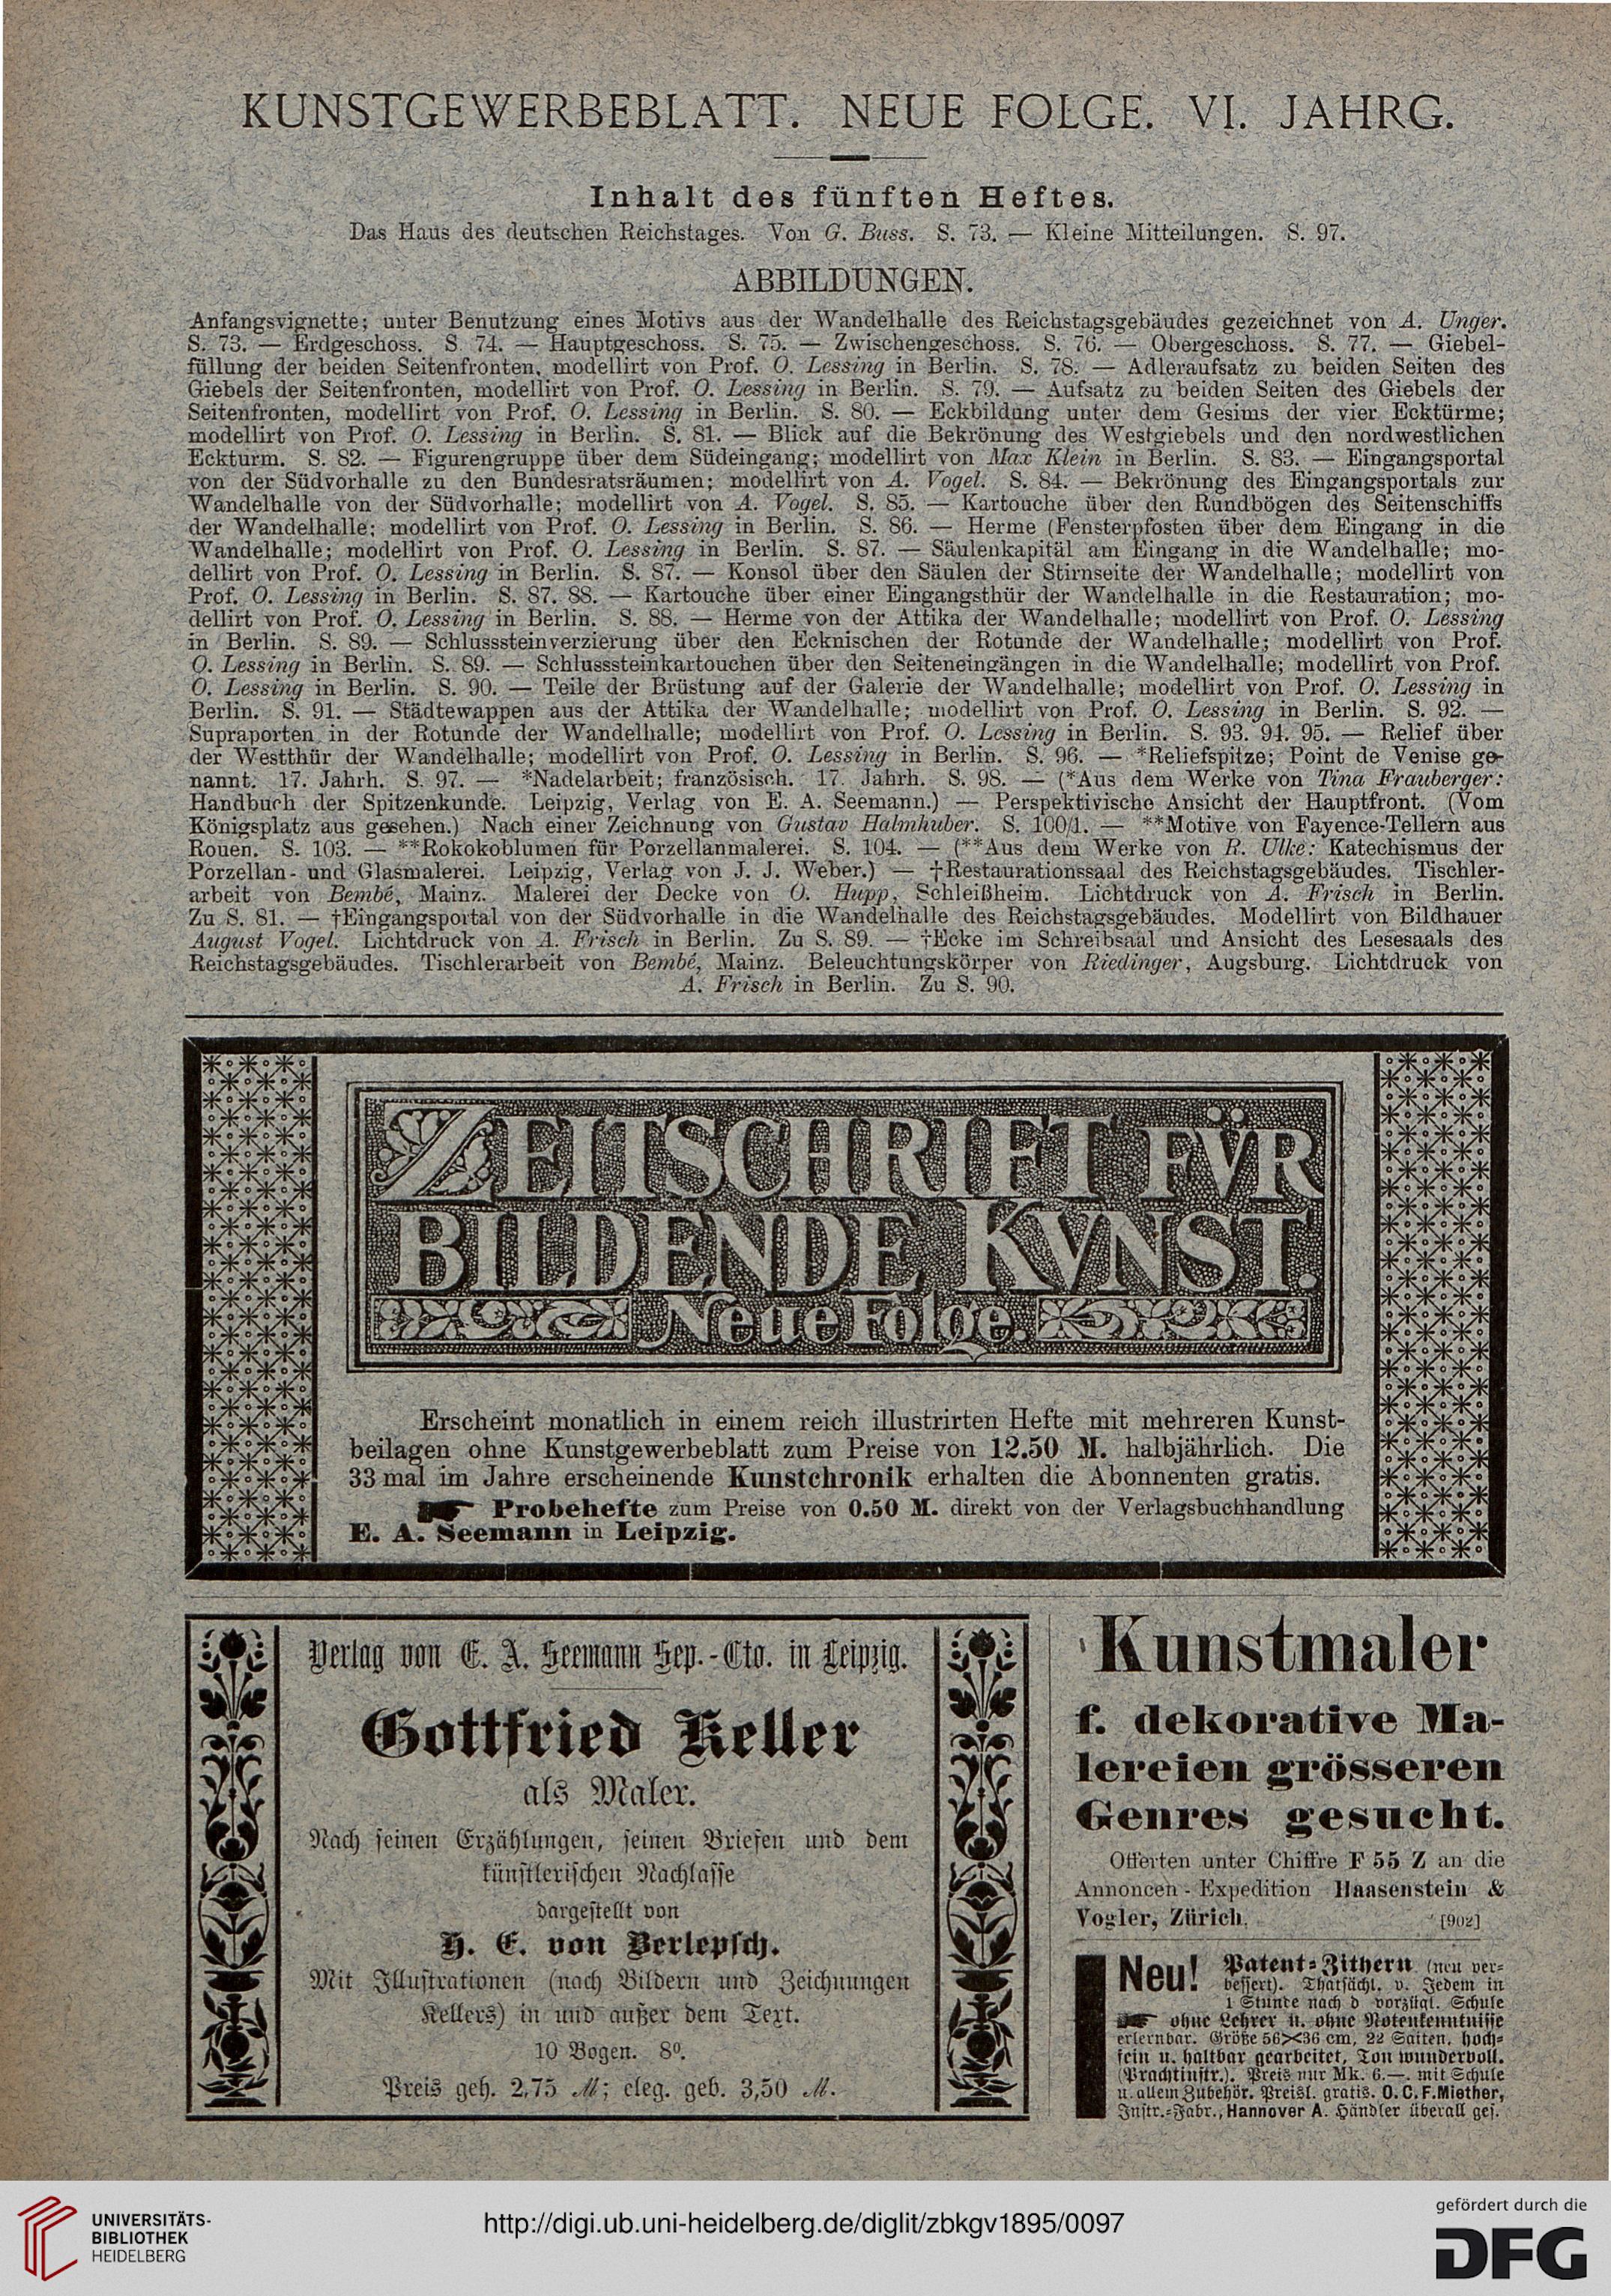 KUNSTGEWERBEBLATT. NEUE FOLGE. VI. JAHRG.
Inhalt des fünften Heftes.
Das Haus des deutschen Reichstages. Von G. Buss. S. 73. — Kleine Mitteilungen. S. 97.
ABBILDUNGEN.
Anfangsvignette; unter Benutzung eines Motivs aus der Wandelhalle des Reichstagsgebäudes gezeichnet von A. Unger.
S. 73. — Erdgeschoss. S. 74. — Hauptgeschoss. S. 75. — Zwischengeschoss. S. 76. — Obergeschoss. S. 77. — Giebel-
füllung der beiden Seitenfronten, modellirt von Prof. O. Lessing in Berlin. S. 78. — Adleraufsatz zu beiden Seiten des
Giebels der Seitenfronten, modellirt von Prof. O. Lessing in Berlin. S. 79. — Aufsatz zu beiden Seiten des Giebels der
Seitenfronten, modellirt von Prof. O. Lessing in Berlin. S. 80. — Eckbildung unter dem Gesims der vier Ecktürme;
modellirt von Prof. O. Lessing in Berlin. S. 81. — Blick auf die Bekrönung des Westgiebels und den nordwestlichen
Eckturm. S. 82. — Figurengruppe über dem Südeingang; modellirt von Max Klein in Berlin. S. 83. — Eingangsportal
von der Südvorhalle zu den Bundesratsräumen; modellirt von A. Vogel. S. 84. — Bekrönung des Eingangsportals zur
Wandelhalle von der Südvorhalle; modellirt von A. Vogel. S. 85. — Kartouche über den Rundbögen des Seitenschiffs
der Wandelhalle; modellirt von Prof. O. Lessing in Berlin. S. 86. — Herme (Fensterpfosten über dem Eingang in die
Wandelhalle; modellirt von Prof. O. Lessing in Berlin. S. 87. — Säulenkapitäl am Eingang in die Wandelhalle; mo-
dellirt von Prof. O. Lessing in Berlin. S. 87. — Konsol über den Säulen der Stirnseite der Wandelhalle; modellirt von
Prof. O. Lessing in Berlin. S. 87. 88. — Kartouche über einer Eingangsthür der Wandelhalle in die Restauration; mo-
dellirt von Prof. O. Lessing in Berlin. S. 88. — Herme von der Attika der Wandelhalle; modellirt von Prof. O. Lessing
in Berlin. S. 89. — Schlusssteinverzierung über den Ecknischen der Rotunde der Wandelhalle; modellirt von Prof.
O. Lessing in Berlin. S. 89. — Schlusssteinkartouchen über den Seiteneingängen in die Wandelhalle; modellirt von Prof.
O. Lessing in Berlin. S. 90. — Teile der Brüstung auf der Galerie der Wandelhalle; modellirt von Prof. O. Lessing in
Berlin. S. 91. — Städtewappen aus der Attika der Wandelhalle; modellirt von Prof. O. Lessing in Berlin. S. 92. —
Supraporten in der Rotunde der Wandelhalle; modellirt von Prof. O. Lessing in Berlin. S. 93. 94. 95. — Relief über
der Westthür der Wandelhalle; modellirt von Prof. O. Lessing in Berlin. S. 96. — *Reliefspitze; Point de Venise ge-
nannt. 17. Jahrh. S. 97. — *Nadelarbeit; französisch. 17. Jahrh. S. 98. — (*Aus dem Werke von Tina Frauberger:
Handbuch der Spitzenkunde. Leipzig, Verlag von E. A. Seemann.) — Perspektivische Ansicht der Hauptfront. (Vom
Königsplatz aus gesehen.) Nach einer Zeichnung von Gustav Halmhuber. S. 100/1. — **Motive von Fayence-Tellern aus
Rouen. S. 103. — **Rokokoblumen für Porzellanmalerei. S. 104. — (**Aus dem Werke von R. Ulke: Katechismus der
Porzellan- und Glasmalerei. Leipzig, Verlag von J. J. Weber.) — †Restaurationssaal des Reichstagsgebäudes. Tischler-
arbeit von Bembé, Mainz. Malerei der Decke von O. Hupp, Schleißheim. Lichtdruck von A. Frisch in Berlin.
Zu S. 81. — †Eingangsportal von der Südvorhalle in die Wandelhalle des Reichstagsgebäudes. Modellirt von Bildhauer
August Vogel. Lichtdruck von A. Frisch in Berlin. Zu S. 89. — †Ecke im Schreibsaal und Ansicht des Lesesaals des
Reichstagsgebäudes. Tischlerarbeit von Bembé, Mainz. Beleuchtungskörper von Riedinger, Augsburg. Lichtdruck von
A. Frisch in Berlin. Zu S. 90.
ZEITSCHRIFT FÜR
BILDENDE KVNST.
Neue Folge.
Erscheint monatlich in einem reich illustrirten Hefte mit mehreren Kunst-
beilagen ohne Kunstgewerbeblatt zum Preise von 12.50 M. halbjährlich. Die
33 mal im Jahre erscheinende Kunstchronik erhalten die Abonnenten gratis.
Probehefte zum Preise von 0.50 M. direkt von der Verlagsbuchhandlung
E. A. Seemann in Leipzig.
Verlag von E. A. Seemann Sep.-Cto. in Leipzig.
Gottfried Keller
als Maler.
Nach seinen Erzählungen, seinen Briefen und dem
künstlerischen Nachlasse
dargestellt von
H. E. von Berlepsch.
Mit Illustrationen (nach Bildern und Zeichnungen
Kellers) in und außer dem Text.
10 Bogen. 8º.
Preis geh. 2,75 ℳ; eleg. geb. 3,50 ℳ.
Kunstmaler
f. dekorative Ma-
lereien grösseren
Genres gesucht.
Offerten unter Chiffre F 55 Z an die
Annoncen-Expedition Haasenstein &
Vogler, Zürich. [902]
Neu! Patent-Zithern (neu ver-
bessert). Thatsächl. v. Jedem in
1 Stunde nach d vorzügl. Schule
ohne Lehrer u. ohne Notenkenntnisse
erlernbar. Größe 56×36 cm, 22 Saiten, hoch-
fein u. haltbar gearbeitet, Ton wundervoll.
(Prachtinstr.). Preis nur Mk. 6.—. mit Schule
u. allem Zubehör. Preisl. gratis. O. C. F. Miether,
Instr.-Fabr., Hannover A. Händler überall ges.
UNIVERSITÄTS-
BIBLIOTHEK
HEIDELBERG
http://digi.ub.uni-heidelberg.de/diglit/zbkgv1895/0097
gefördert durch die
DFG